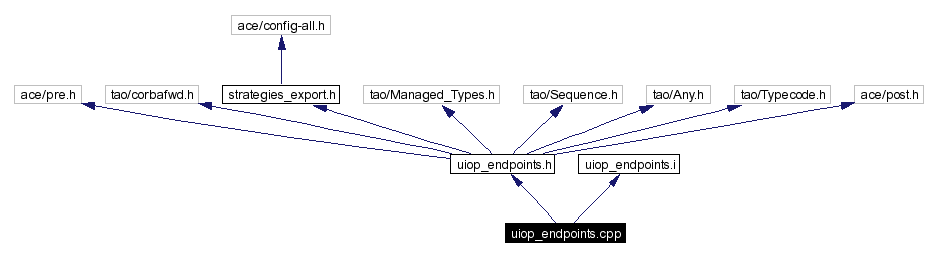 ace/config-all.h
ace/pre.h
tao/corbafwd.h
strategies_export.h
tao/Managed_Types.h
tao/Sequence.h
tao/Any.h
tao/Typecode.h
ace/post.h
uiop_endpoints.h
uiop_endpoints.i
uiop_endpoints.cpp